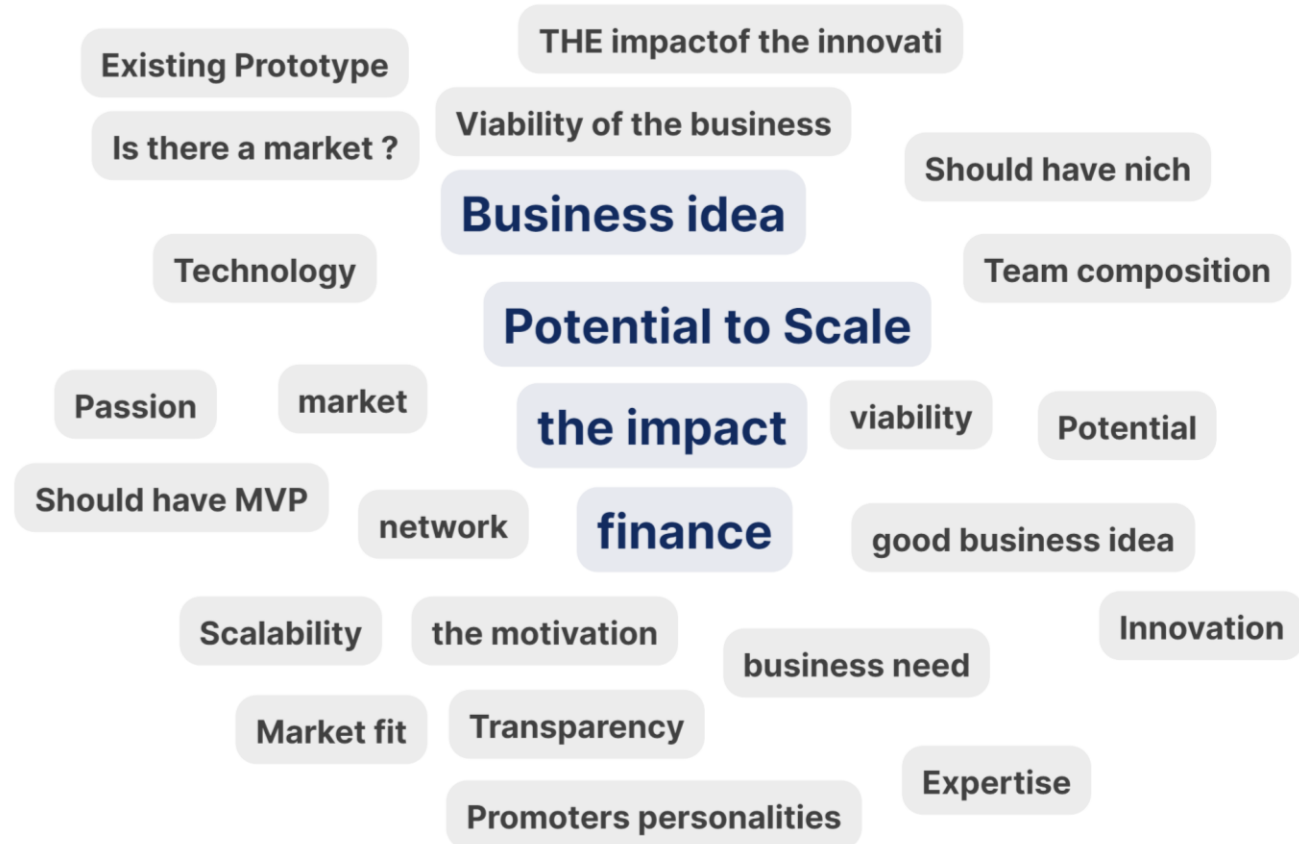 THE impactof the innovati
Existing Prototype
Viability of the business
Is there a market ?
Should have nich
Business idea
Technology
Team composition
Potential to Scale
Passion
market
the impact
viability
Potential
Should have MVP
network
finance
good business idea
Scalability
the motivation
Innovation
business need
Market fit
Transparency
Expertise
Promoters personalities